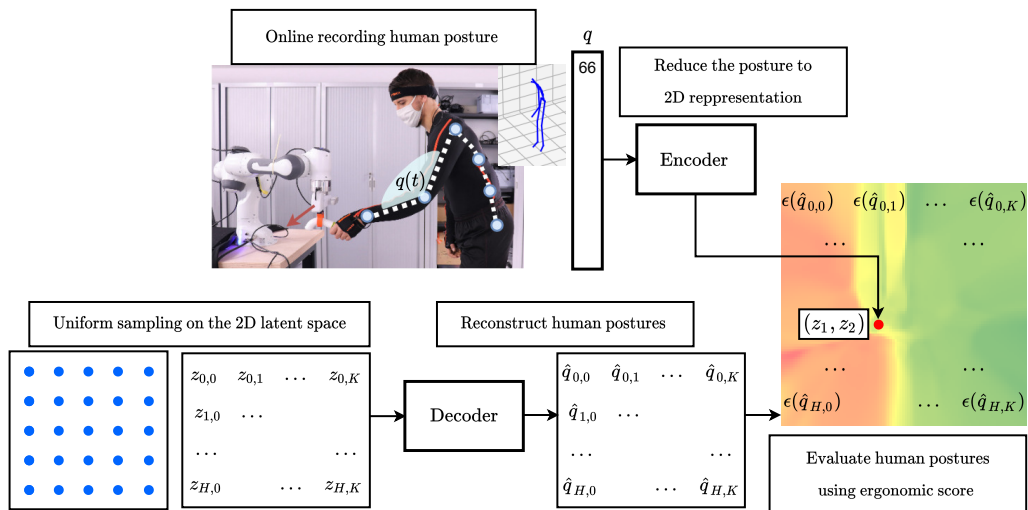 Online recording human posture
q
66
Reduce the posture to
2D reppresentation
Encoder
q(t)
ϵ(q̂₀,₀) ϵ(q̂₀,₁) … ϵ(q̂₀,K)
… …
(z₁, z₂)
… …
ϵ(q̂H,₀) … ϵ(q̂H,K)
Uniform sampling on the 2D latent space
Reconstruct human postures
z₀,₀ z₀,₁ … z₀,K
z₁,₀ …
… …
zH,₀ … zH,K
Decoder
q̂₀,₀ q̂₀,₁ … q̂₀,K
q̂₁,₀ …
… …
q̂H,₀ … q̂H,K
Evaluate human postures
using ergonomic score